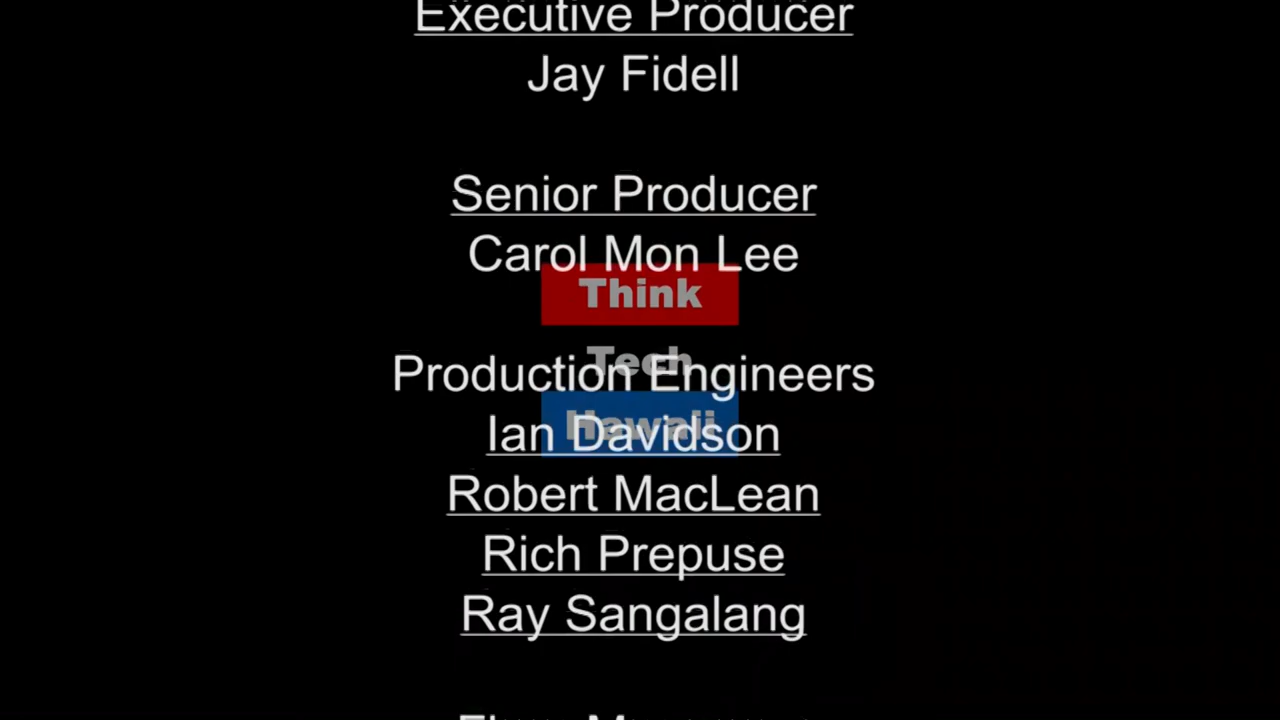 Executive Producer
Jay Fidell
Senior Producer
Carol Mon Lee
Think
Tech
Production Engineers
Hawaii
Ian Davidson
Robert MacLean
Rich Prepuse
Ray Sangalang